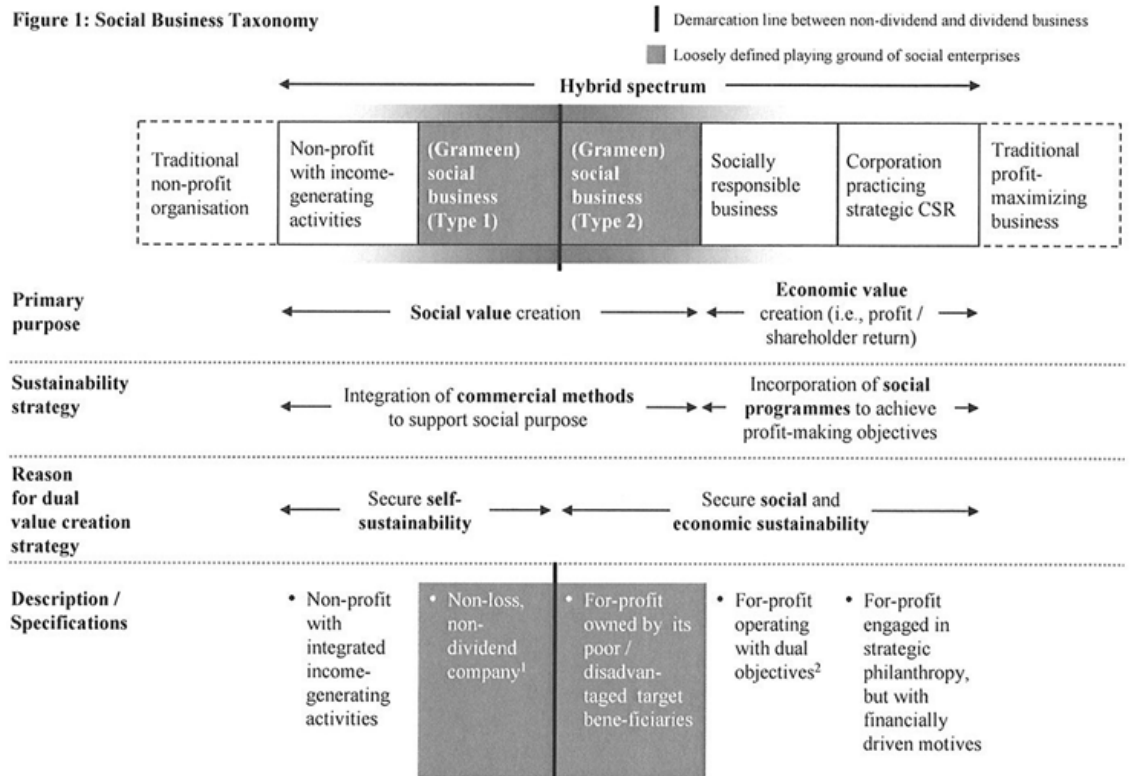 Figure 1: Social Business Taxonomy
Demarcation line between non-dividend and dividend business
Loosely defined playing ground of social enterprises
Hybrid spectrum
Traditional
non-profit
organisation
Non-profit
with income-
generating
activities
(Grameen)
social
business
(Type 1)
(Grameen)
social
business
(Type 2)
Socially
responsible
business
Corporation
practicing
strategic CSR
Traditional
profit-
maximizing
business
Primary
purpose
Social value creation
Economic value
creation (i.e., profit /
shareholder return)
Sustainability
strategy
Integration of commercial methods
to support social purpose
Incorporation of social
programmes to achieve
profit-making objectives
Reason
for dual
value creation
strategy
Secure self-
sustainability
Secure social and
economic sustainability
Description /
Specifications
• Non-profit
with
integrated
income-
generating
activities
• Non-loss,
non-
dividend
company¹
• For-profit
owned by its
poor /
disadvan-
taged target
bene-ficiaries
• For-profit
operating
with dual
objectives²
• For-profit
engaged in
strategic
philanthropy,
but with
financially
driven motives